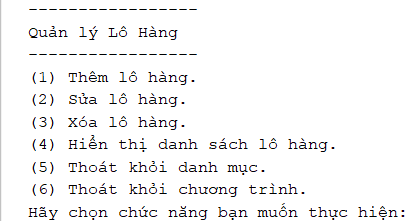 -----------------
Quản lý Lô Hàng
-----------------
(1) Thêm lô hàng.
(2) Sửa lô hàng.
(3) Xóa lô hàng.
(4) Hiển thị danh sách lô hàng.
(5) Thoát khỏi danh mục.
(6) Thoát khỏi chương trình.
Hãy chọn chức năng bạn muốn thực hiện: